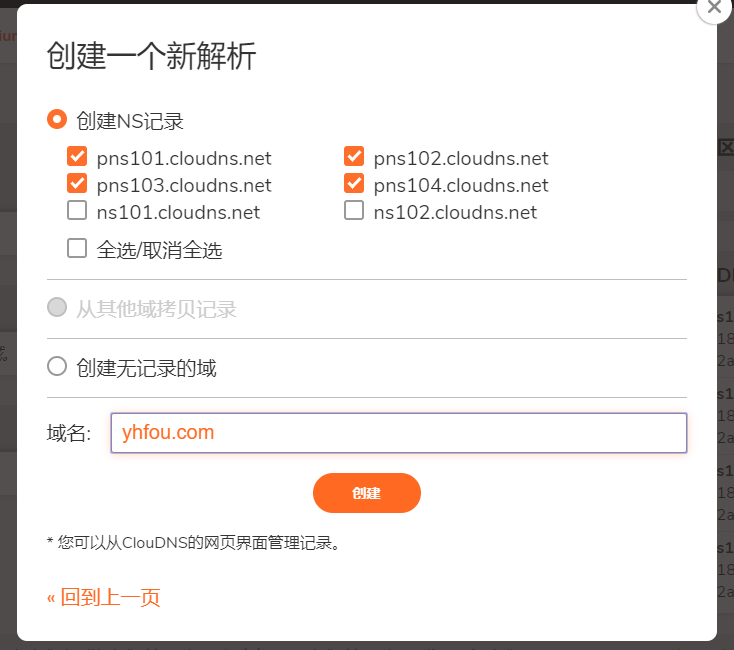 创建一个新解析
创建NS记录
pns101.cloudns.net pns102.cloudns.net
pns103.cloudns.net pns104.cloudns.net
ns101.cloudns.net ns102.cloudns.net
全选/取消全选
从其他域拷贝记录
创建无记录的域
域名: yhfou.com
创建
* 您可以从ClouDNS的网页界面管理记录。
« 回到上一页